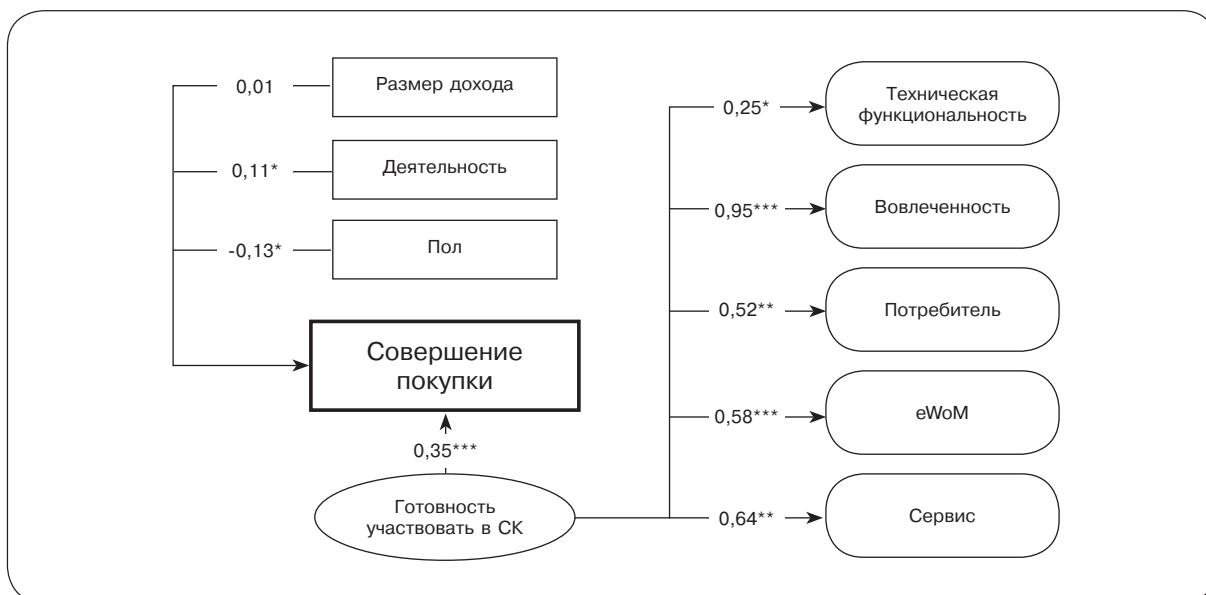 0,01
Размер дохода
0,11*
Деятельность
-0,13*
Пол
Совершение
покупки
0,35***
Готовность
участвовать в СК
0,25*
Техническая
функциональность
0,95***
Вовлеченность
0,52**
Потребитель
0,58***
eWoM
0,64**
Сервис